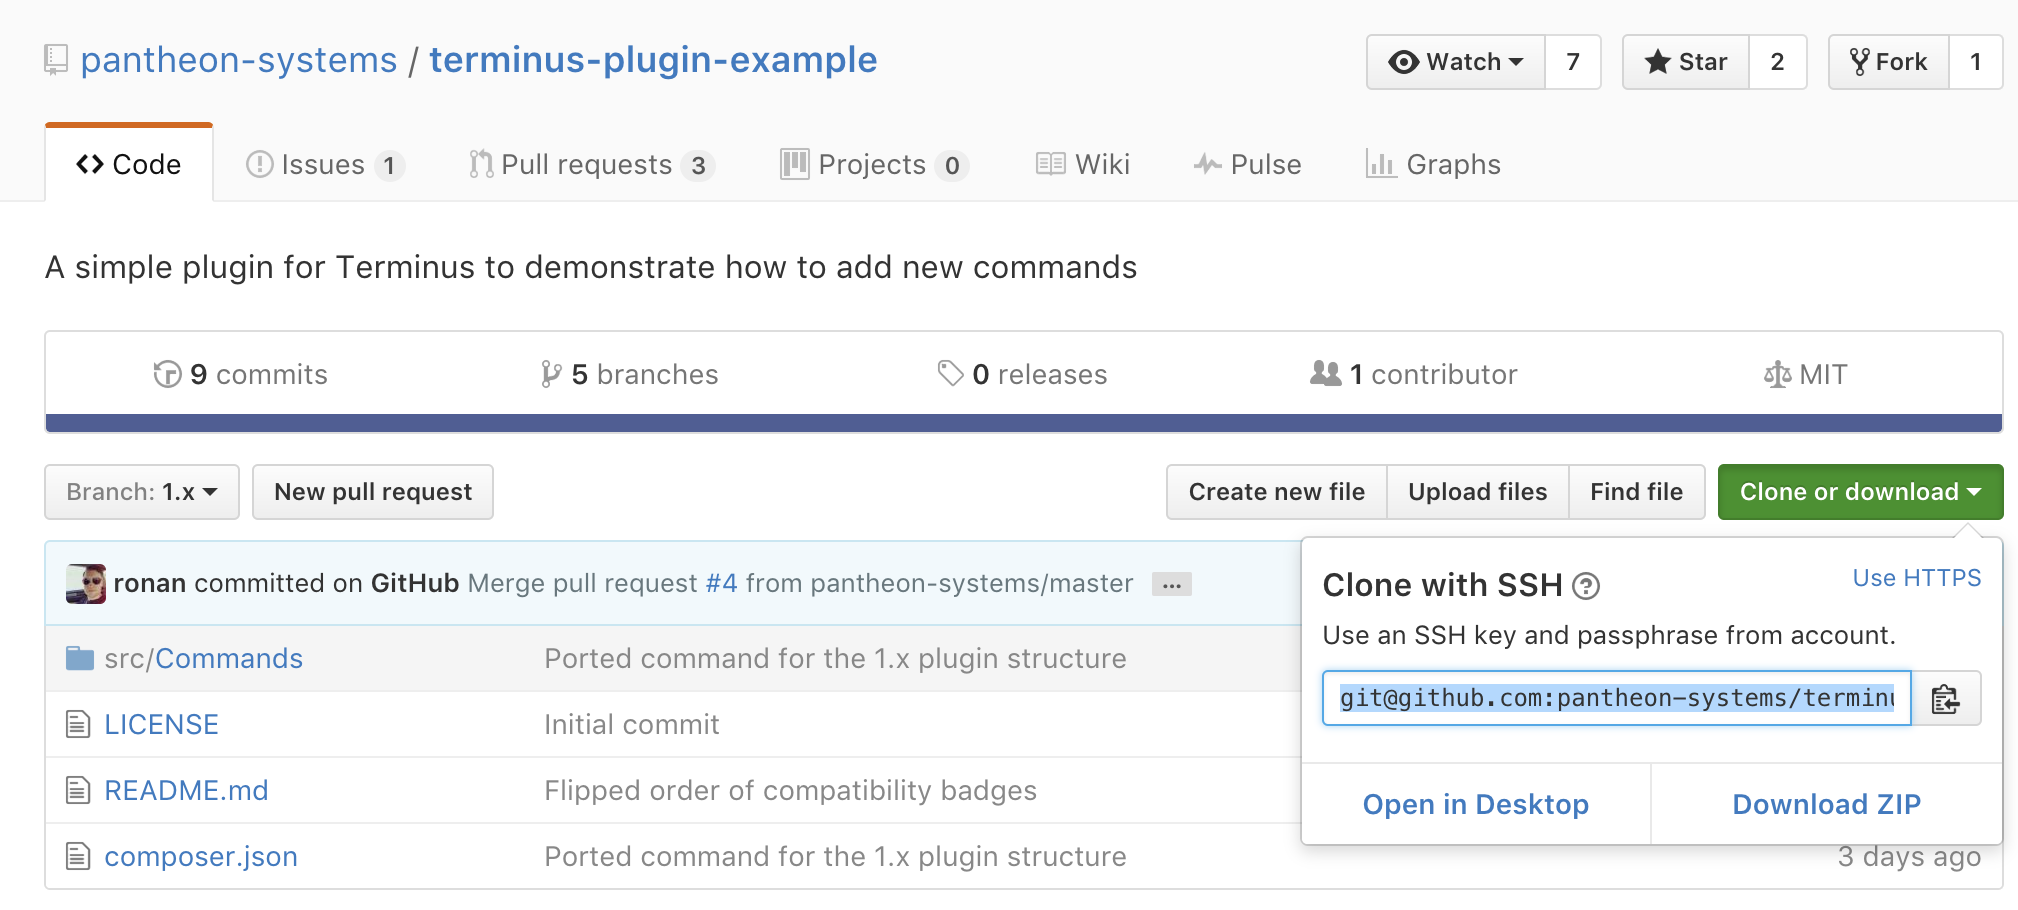 pantheon-systems / terminus-plugin-example
Watch 7 Star 2 Fork 1
Code Issues 1 Pull requests 3 Projects 0 Wiki Pulse Graphs
A simple plugin for Terminus to demonstrate how to add new commands
9 commits 5 branches 0 releases 1 contributor MIT
Branch: 1.x New pull request Create new file Upload files Find file Clone or download
ronan committed on GitHub Merge pull request #4 from pantheon-systems/master ...
Clone with SSH ? Use HTTPS
Use an SSH key and passphrase from account.
git@github.com:pantheon-systems/terminu
Open in Desktop Download ZIP
src/Commands Ported command for the 1.x plugin structure
LICENSE Initial commit
README.md Flipped order of compatibility badges
composer.json Ported command for the 1.x plugin structure 3 days ago